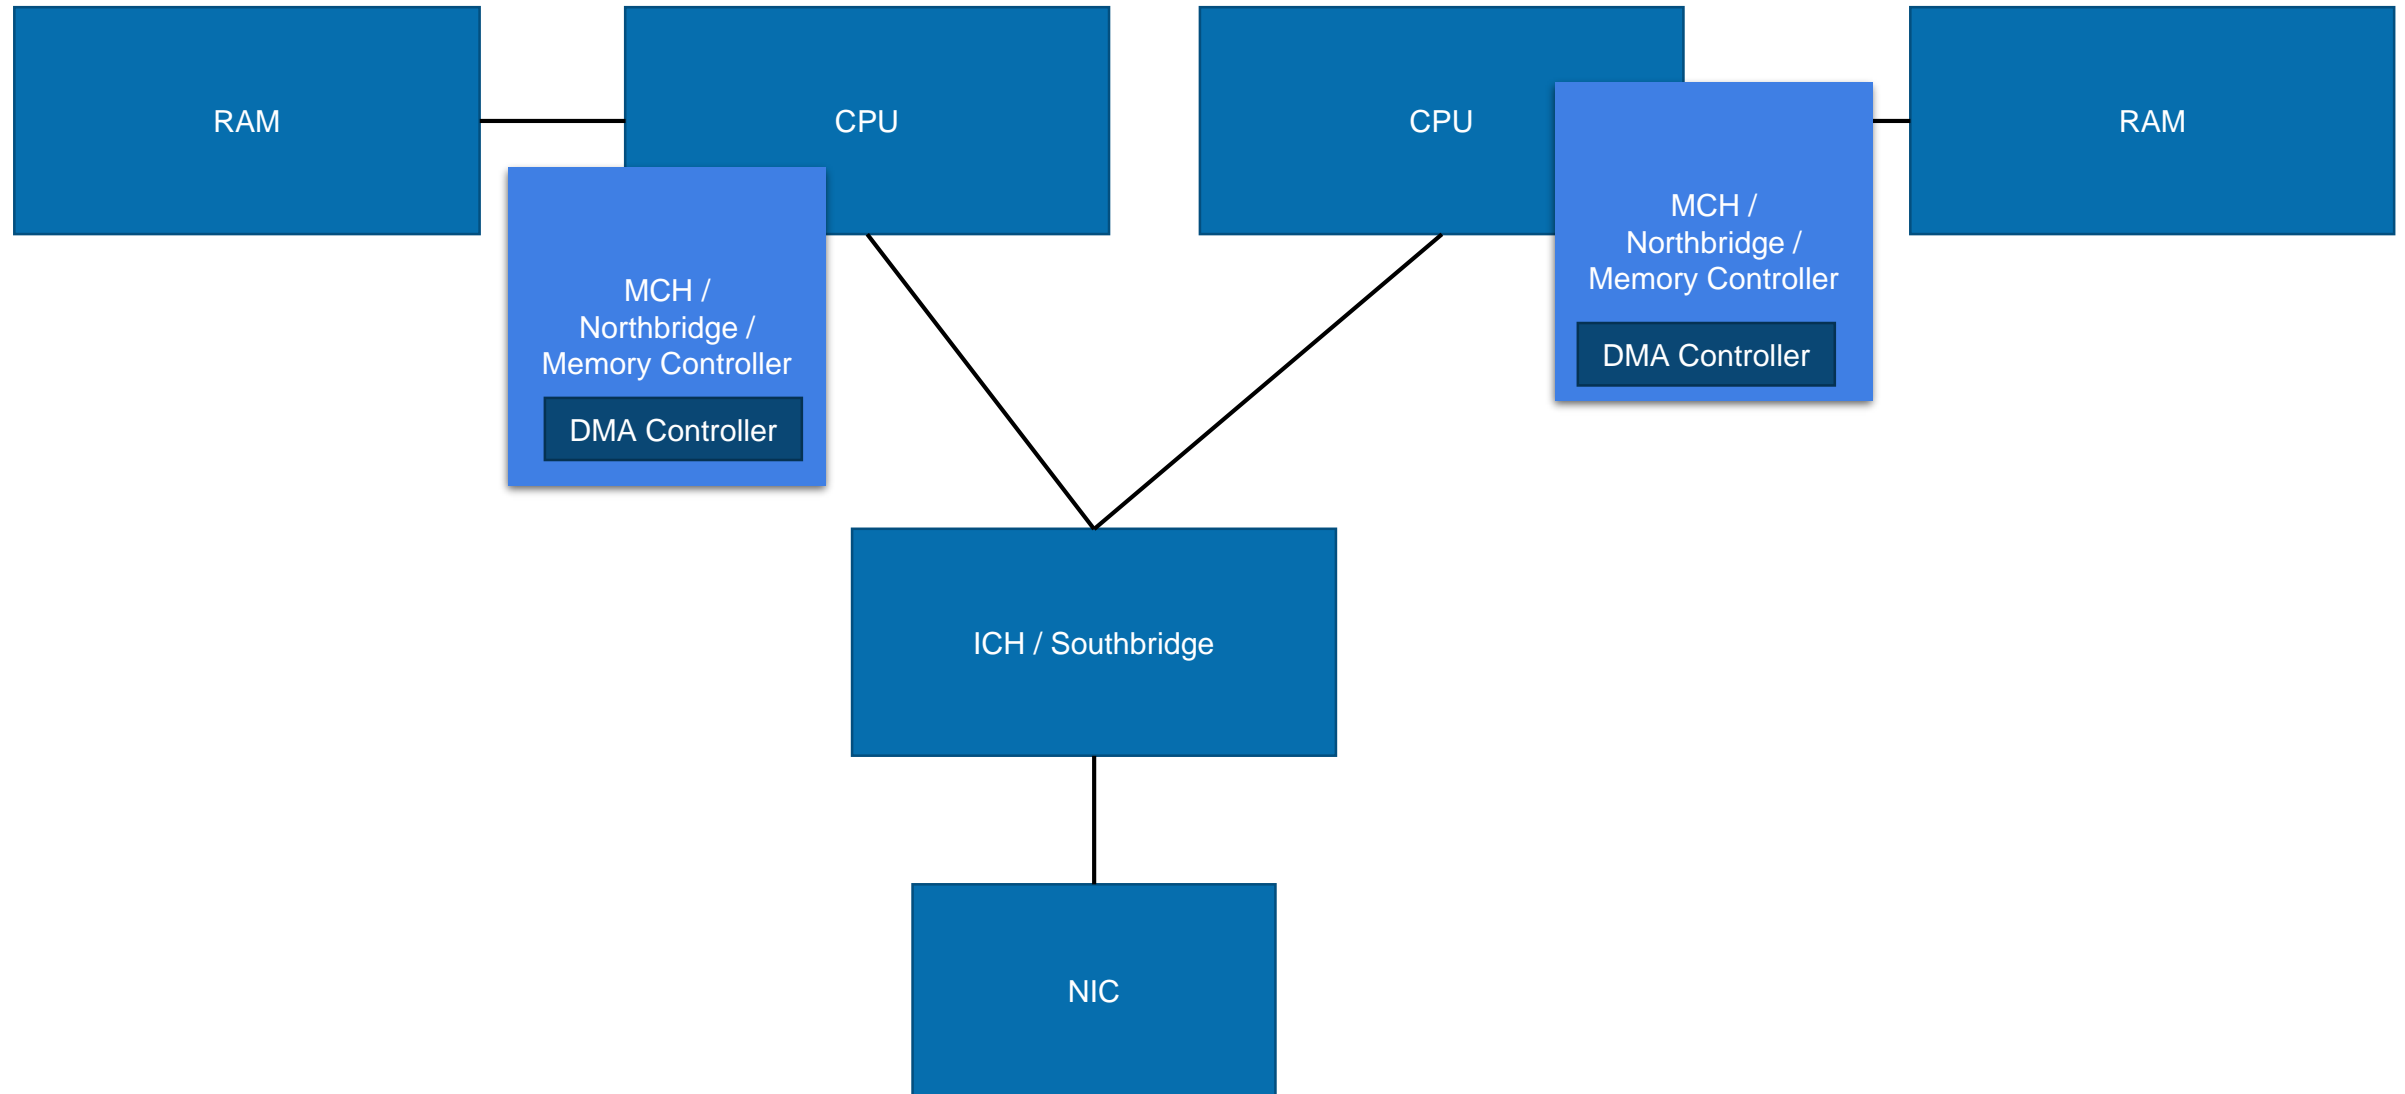 RAM
CPU
CPU
RAM
MCH /
Northbridge /
Memory Controller
DMA Controller
MCH /
Northbridge /
Memory Controller
DMA Controller
ICH / Southbridge
NIC